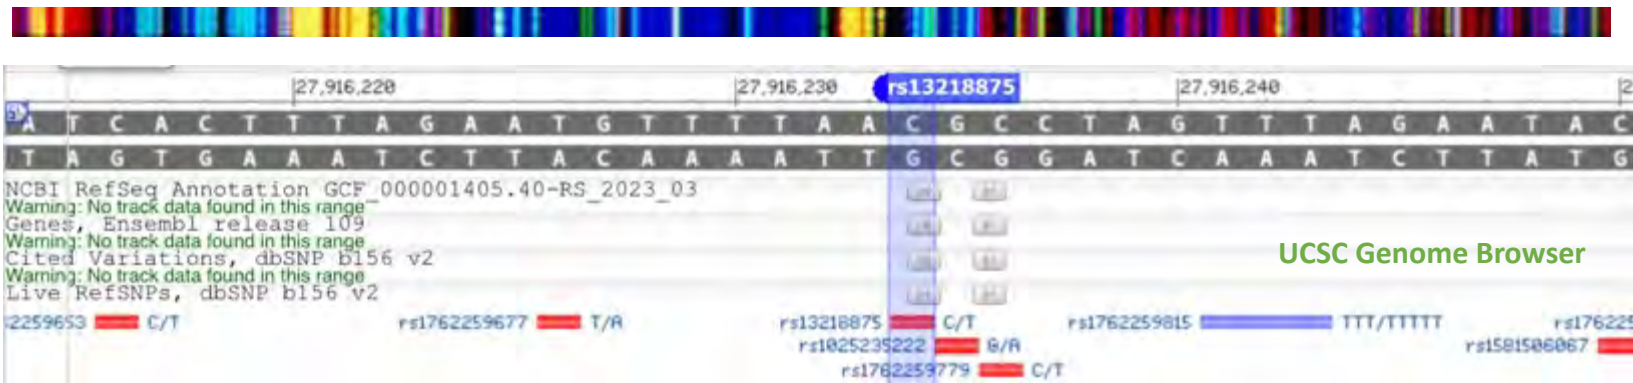 27,916,220 27,916,230 rs13218875 27,916,240 2
A T C A C T T T A G A A T G T T T T A A C G C C T A G T T T A G A A T A C
T A G T G A A A T C T T A C A A A A T T G C G G A T C A A A T C T T A T G
NCBI RefSeq Annotation GCF_000001405.40-RS_2023_03
Warning: No track data found in this range
Genes, Ensembl release 109
Warning: No track data found in this range
Cited Variations, dbSNP b156 v2
UCSC Genome Browser
Warning: No track data found in this range
Live RefSNPs, dbSNP b156 v2
2259653 C/T rs1762259677 T/A rs13218875 C/T rs1762259815 TTT/TTTTT rs176225
rs1025235222 G/A rs1581506067
rs1762259779 C/T